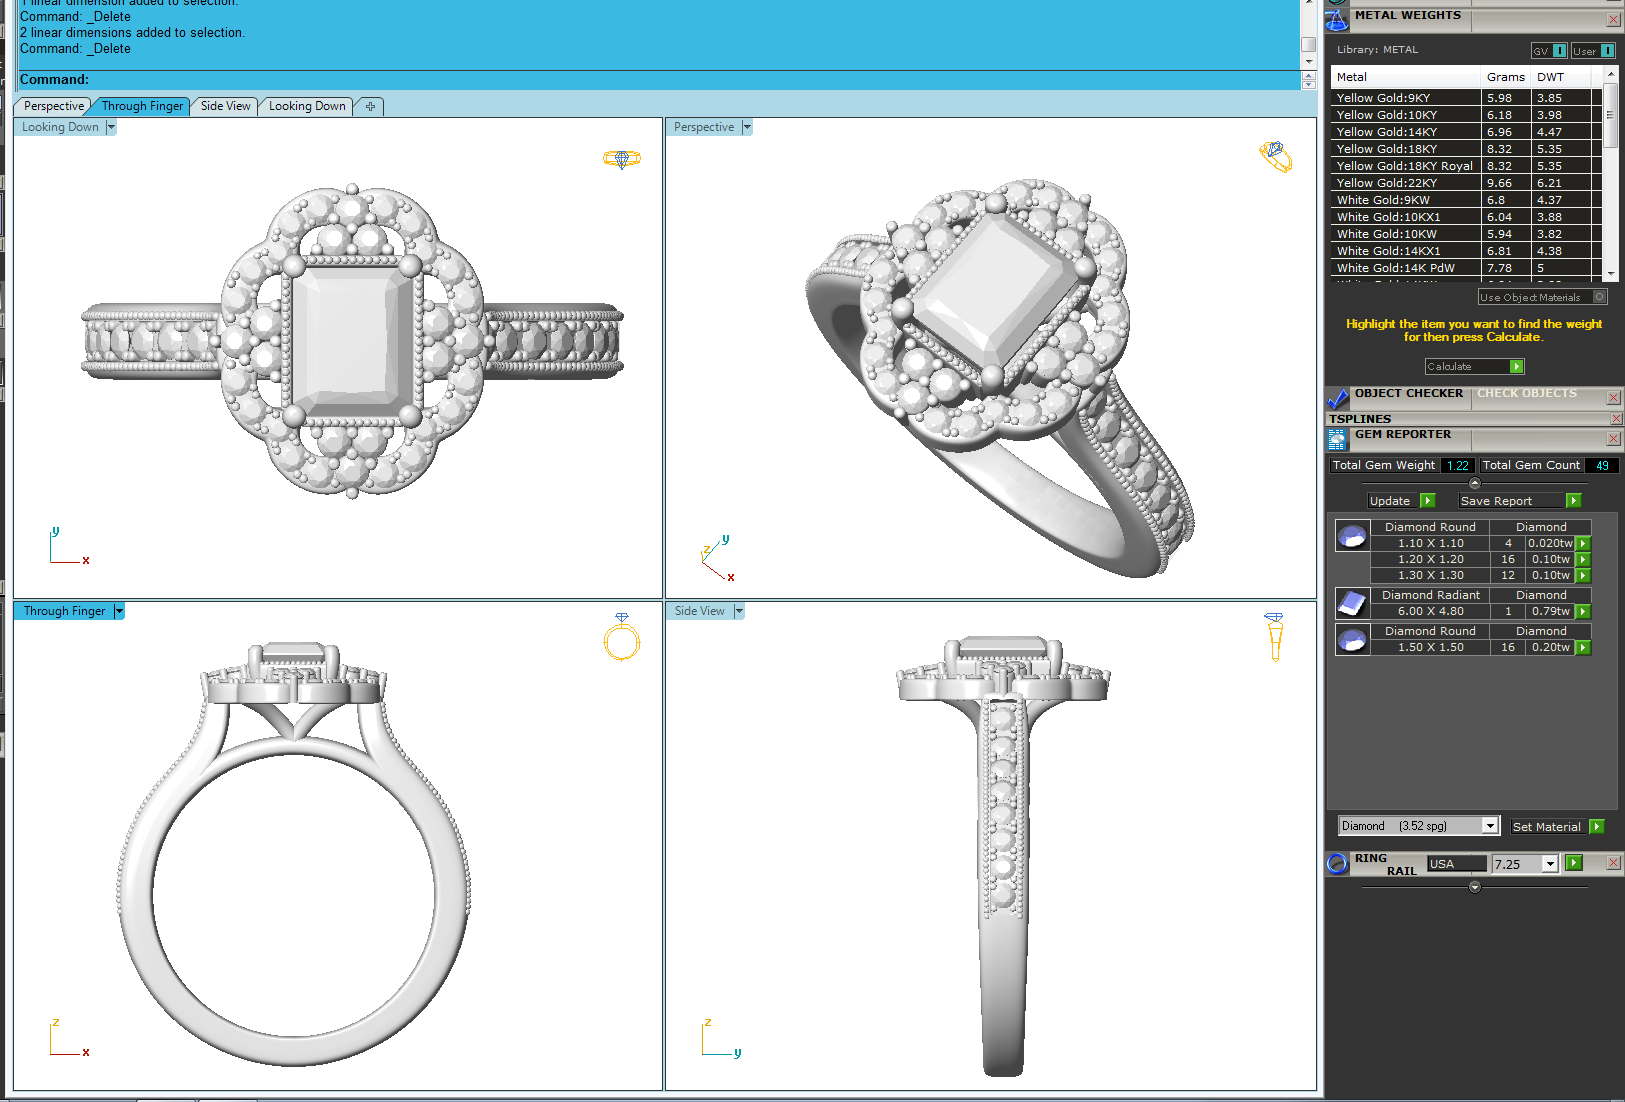 1 linear dimension added to selection.
Command: _Delete
2 linear dimensions added to selection.
Command: _Delete
Command:
Perspective Through Finger Side View Looking Down
Looking Down
Perspective
y
x
y
z
x
Through Finger
Side View
z
x
z
y
METAL WEIGHTS
Library: METAL GV User
Metal Grams DWT
Yellow Gold:9KY 5.98 3.85
Yellow Gold:10KY 6.18 3.98
Yellow Gold:14KY 6.96 4.47
Yellow Gold:18KY 8.32 5.35
Yellow Gold:18KY Royal 8.32 5.35
Yellow Gold:22KY 9.66 6.21
White Gold:9KW 6.8 4.37
White Gold:10KX1 6.04 3.88
White Gold:10KW 5.94 3.82
White Gold:14KX1 6.81 4.38
White Gold:14K PdW 7.78 5
Use Object Materials
Highlight the item you want to find the weight
for then press Calculate.
Calculate
OBJECT CHECKER CHECK OBJECTS
TSPLINES
GEM REPORTER
Total Gem Weight 1.22 Total Gem Count 49
Update Save Report
Diamond Round Diamond
1.10 X 1.10 4 0.020tw
1.20 X 1.20 16 0.10tw
1.30 X 1.30 12 0.10tw
Diamond Radiant Diamond
6.00 X 4.80 1 0.79tw
Diamond Round Diamond
1.50 X 1.50 16 0.20tw
Diamond (3.52 spg) Set Material
RING RAIL USA 7.25